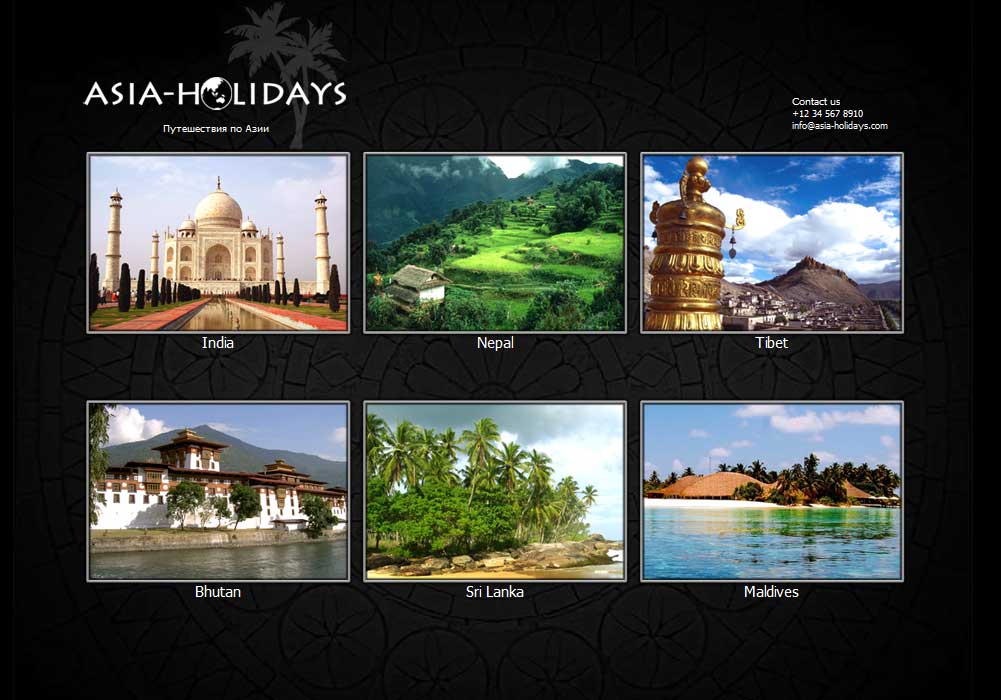 ASIA-HOLIDAYS
Путешествия по Азии
Contact us
+12 34 567 8910
info@asia-holidays.com
India
Nepal
Tibet
Bhutan
Sri Lanka
Maldives